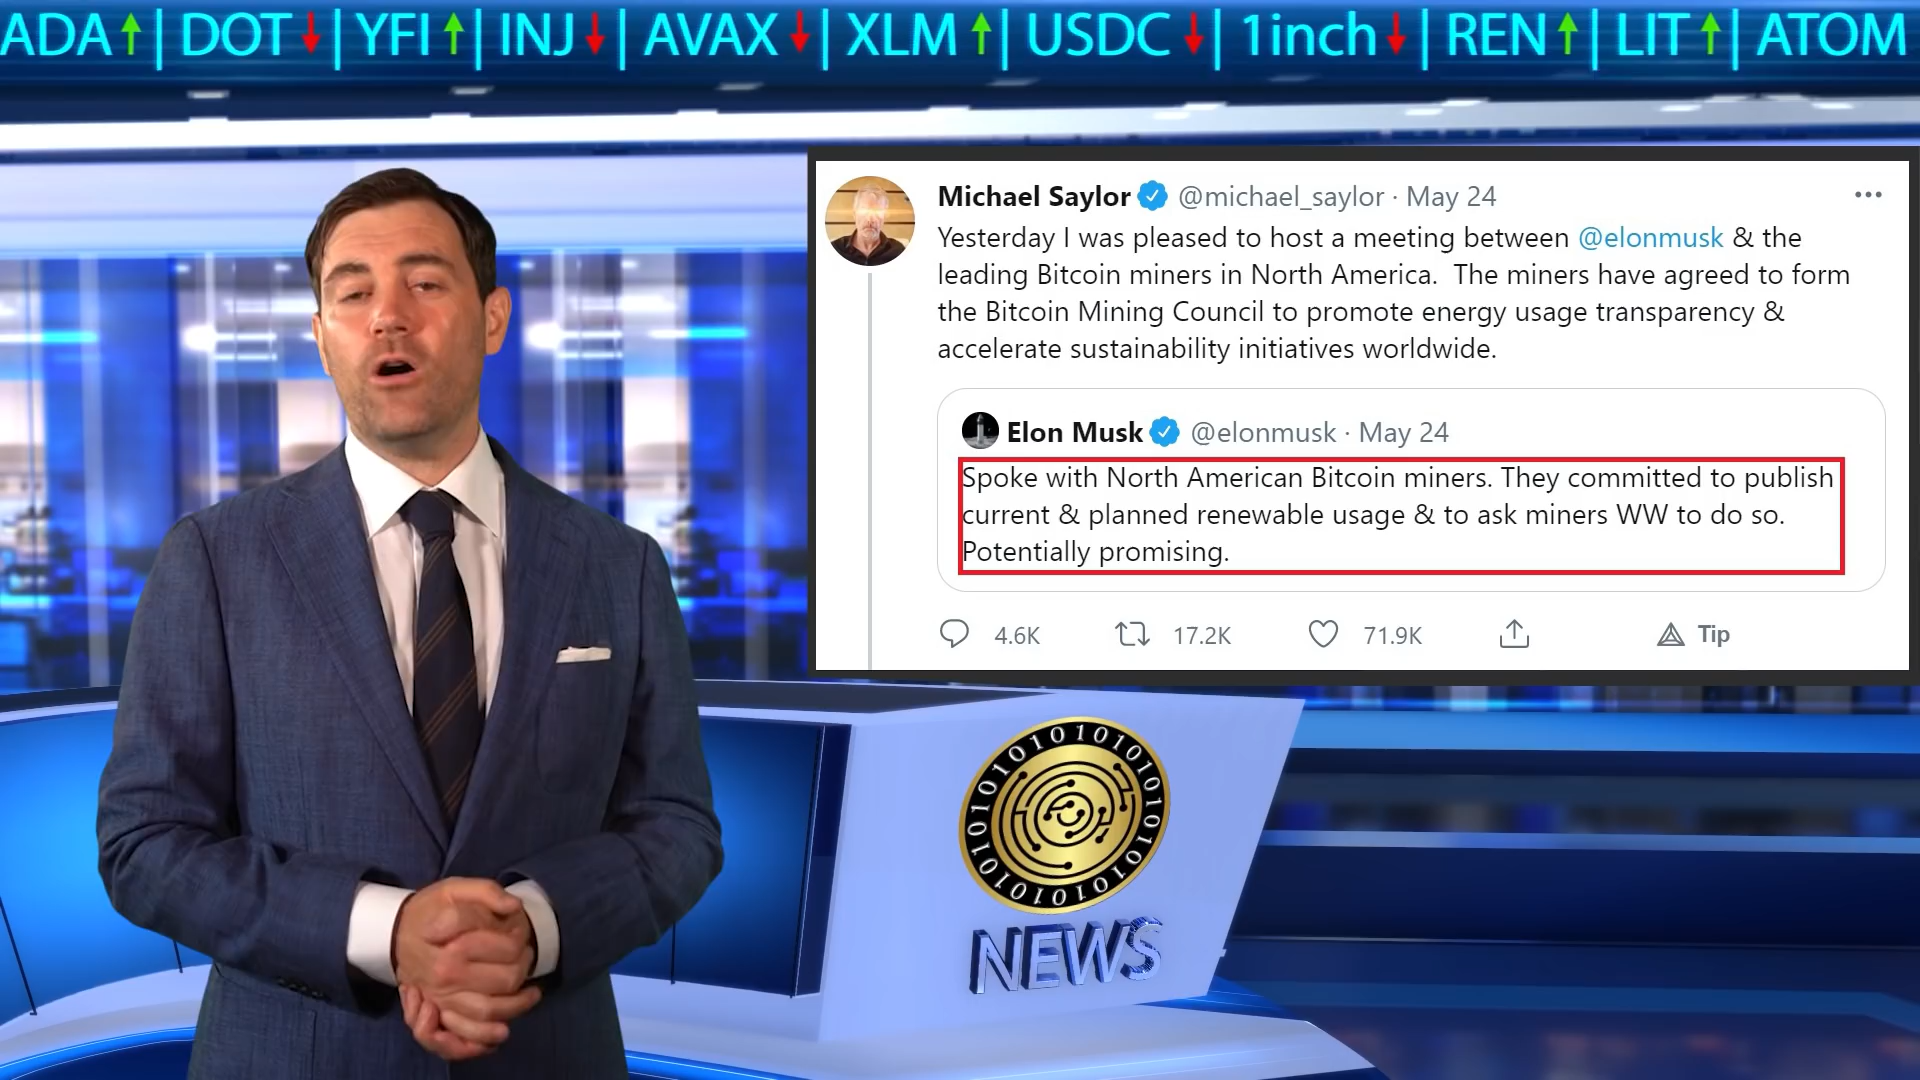 ADA↑ | DOT↓ | YFI↑ | INJ↓ | AVAX↓ | XLM↑ | USDC↓ | 1inch↓ | REN↑ | LIT↑ | ATOM
Michael Saylor @michael_saylor · May 24
Yesterday I was pleased to host a meeting between @elonmusk & the
leading Bitcoin miners in North America.  The miners have agreed to form
the Bitcoin Mining Council to promote energy usage transparency &
accelerate sustainability initiatives worldwide.
Elon Musk @elonmusk · May 24
Spoke with North American Bitcoin miners. They committed to publish
current & planned renewable usage & to ask miners WW to do so.
Potentially promising.
4.6K 17.2K 71.9K Tip
NEWS